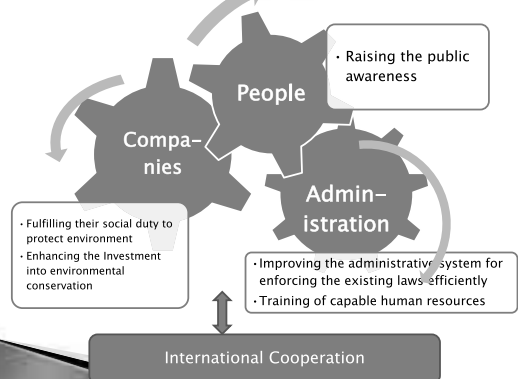 People
• Raising the public
awareness
Compa-
nies
Admin-
istration
• Fulfilling their social duty to
protect environment
• Enhancing the Investment
into environmental
conservation
• Improving the administrative system for
enforcing the existing laws efficiently
• Training of capable human resources
International Cooperation